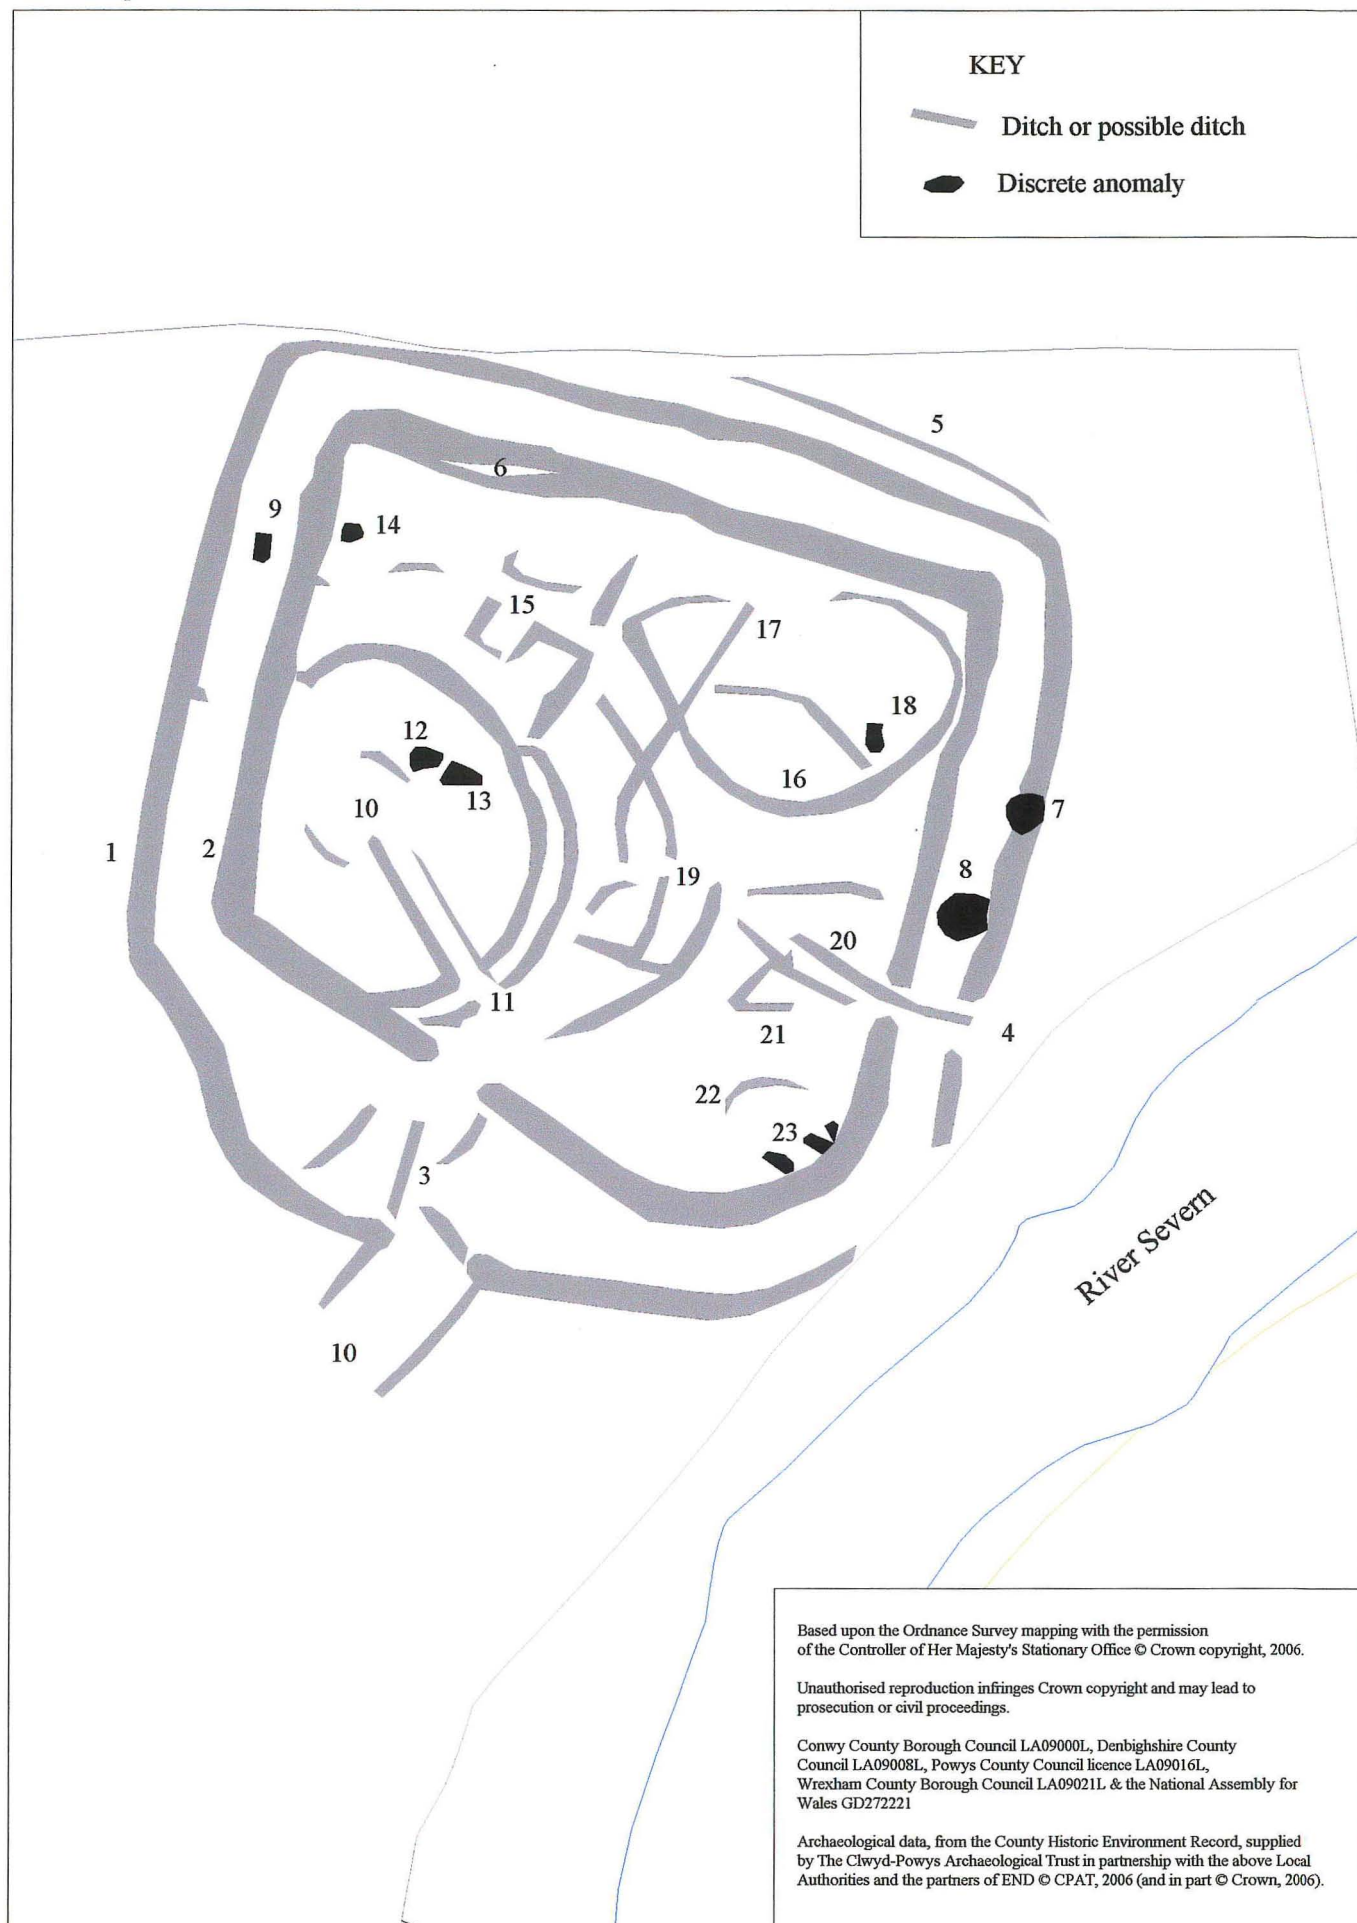 KEY
Ditch or possible ditch
Discrete anomaly
5
6
9
14
15
17
18
12
13
16
10
7
1
2
8
19
20
11
21
4
22
23
3
River Severn
10
Based upon the Ordnance Survey mapping with the permission
of the Controller of Her Majesty's Stationary Office © Crown copyright, 2006.
Unauthorised reproduction infringes Crown copyright and may lead to
prosecution or civil proceedings.
Conwy County Borough Council LA09000L, Denbighshire County
Council LA09008L, Powys County Council licence LA09016L,
Wrexham County Borough Council LA09021L & the National Assembly for
Wales GD272221
Archaeological data, from the County Historic Environment Record, supplied
by The Clwyd-Powys Archaeological Trust in partnership with the above Local
Authorities and the partners of END © CPAT, 2006 (and in part © Crown, 2006).